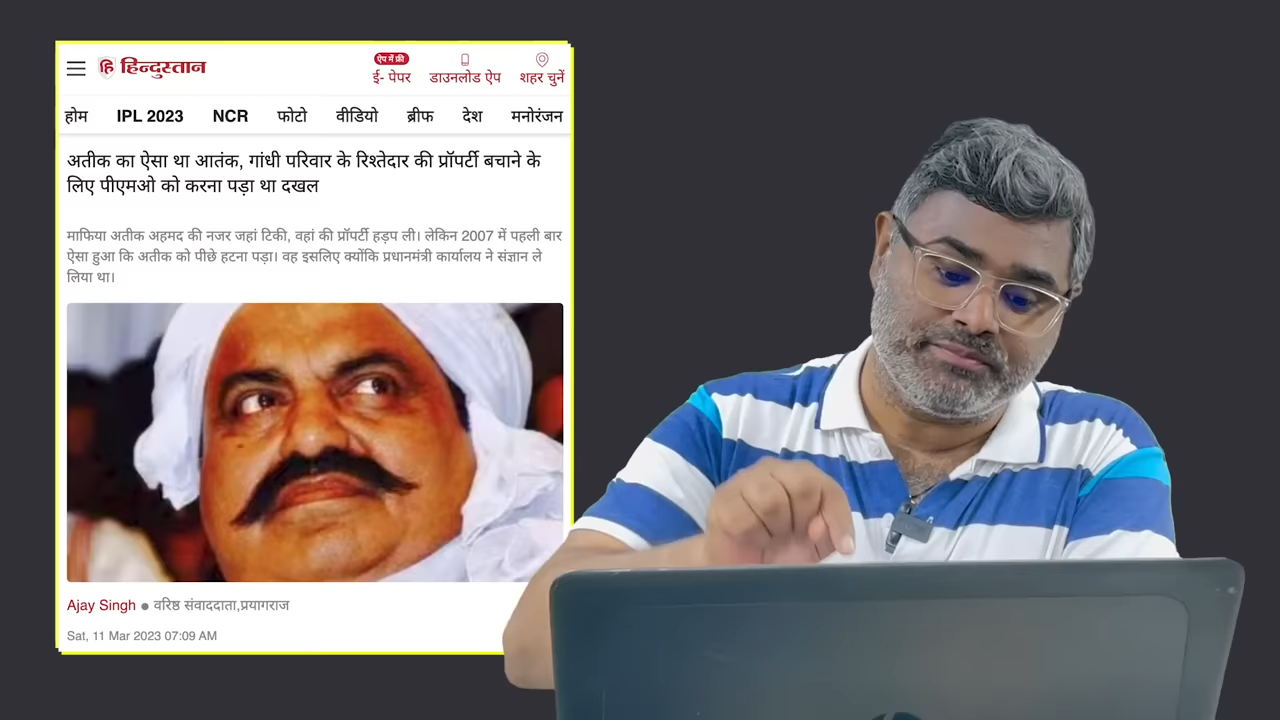 हि हिन्दुस्तान
ऐप में फ्री
ई- पेपर
डाउनलोड ऐप
शहर चुनें
होम IPL 2023 NCR फोटो वीडियो ब्रीफ देश मनोरंजन
अतीक का ऐसा था आतंक, गांधी परिवार के रिश्तेदार की प्रॉपर्टी बचाने के
लिए पीएमओ को करना पड़ा था दखल
माफिया अतीक अहमद की नजर जहां टिकी, वहां की प्रॉपर्टी हड़प ली। लेकिन 2007 में पहली बार
ऐसा हुआ कि अतीक को पीछे हटना पड़ा। वह इसलिए क्योंकि प्रधानमंत्री कार्यालय ने संज्ञान ले
लिया था।
Ajay Singh ● वरिष्ठ संवाददाता,प्रयागराज
Sat, 11 Mar 2023 07:09 AM